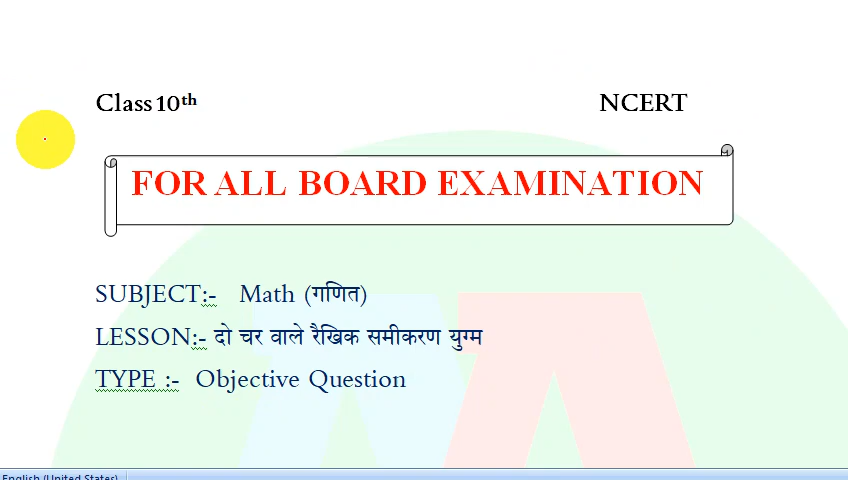 Class 10th NCERT
FOR ALL BOARD EXAMINATION
SUBJECT:- Math (गणित)
LESSON:- दो चर वाले रैखिक समीकरण युग्म
TYPE :- Objective Question
English (United States)